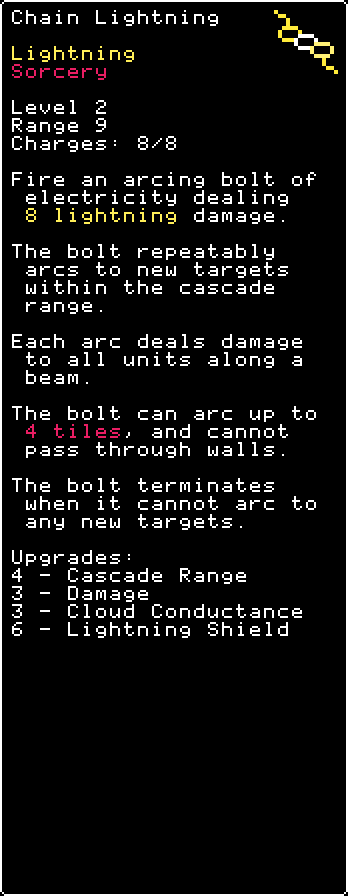 Chain Lightning
Lightning
Sorcery
Level 2
Range 9
Charges: 8/8
Fire an arcing bolt of
electricity dealing
8 lightning damage.
The bolt repeatably
arcs to new targets
within the cascade
range.
Each arc deals damage
to all units along a
beam.
The bolt can arc up to
4 tiles, and cannot
pass through walls.
The bolt terminates
when it cannot arc to
any new targets.
Upgrades:
4 - Cascade Range
3 - Damage
3 - Cloud Conductance
6 - Lightning Shield